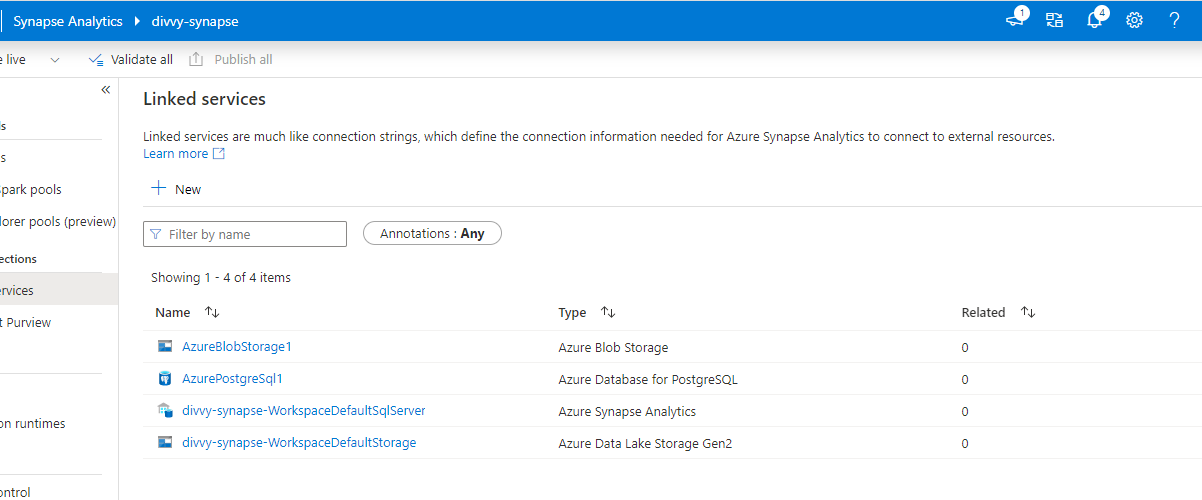 Synapse Analytics divvy-synapse 1 4 ?
e live Validate all Publish all
«
Linked services
Linked services are much like connection strings, which define the connection information needed for Azure Synapse Analytics to connect to external resources.
Learn more
New
Filter by name Annotations : Any
Showing 1 - 4 of 4 items
Name Type Related
AzureBlobStorage1 Azure Blob Storage 0
AzurePostgreSql1 Azure Database for PostgreSQL 0
divvy-synapse-WorkspaceDefaultSqlServer Azure Synapse Analytics 0
divvy-synapse-WorkspaceDefaultStorage Azure Data Lake Storage Gen2 0
ls
s
park pools
lorer pools (preview)
ections
ervices
t Purview
on runtimes
ontrol